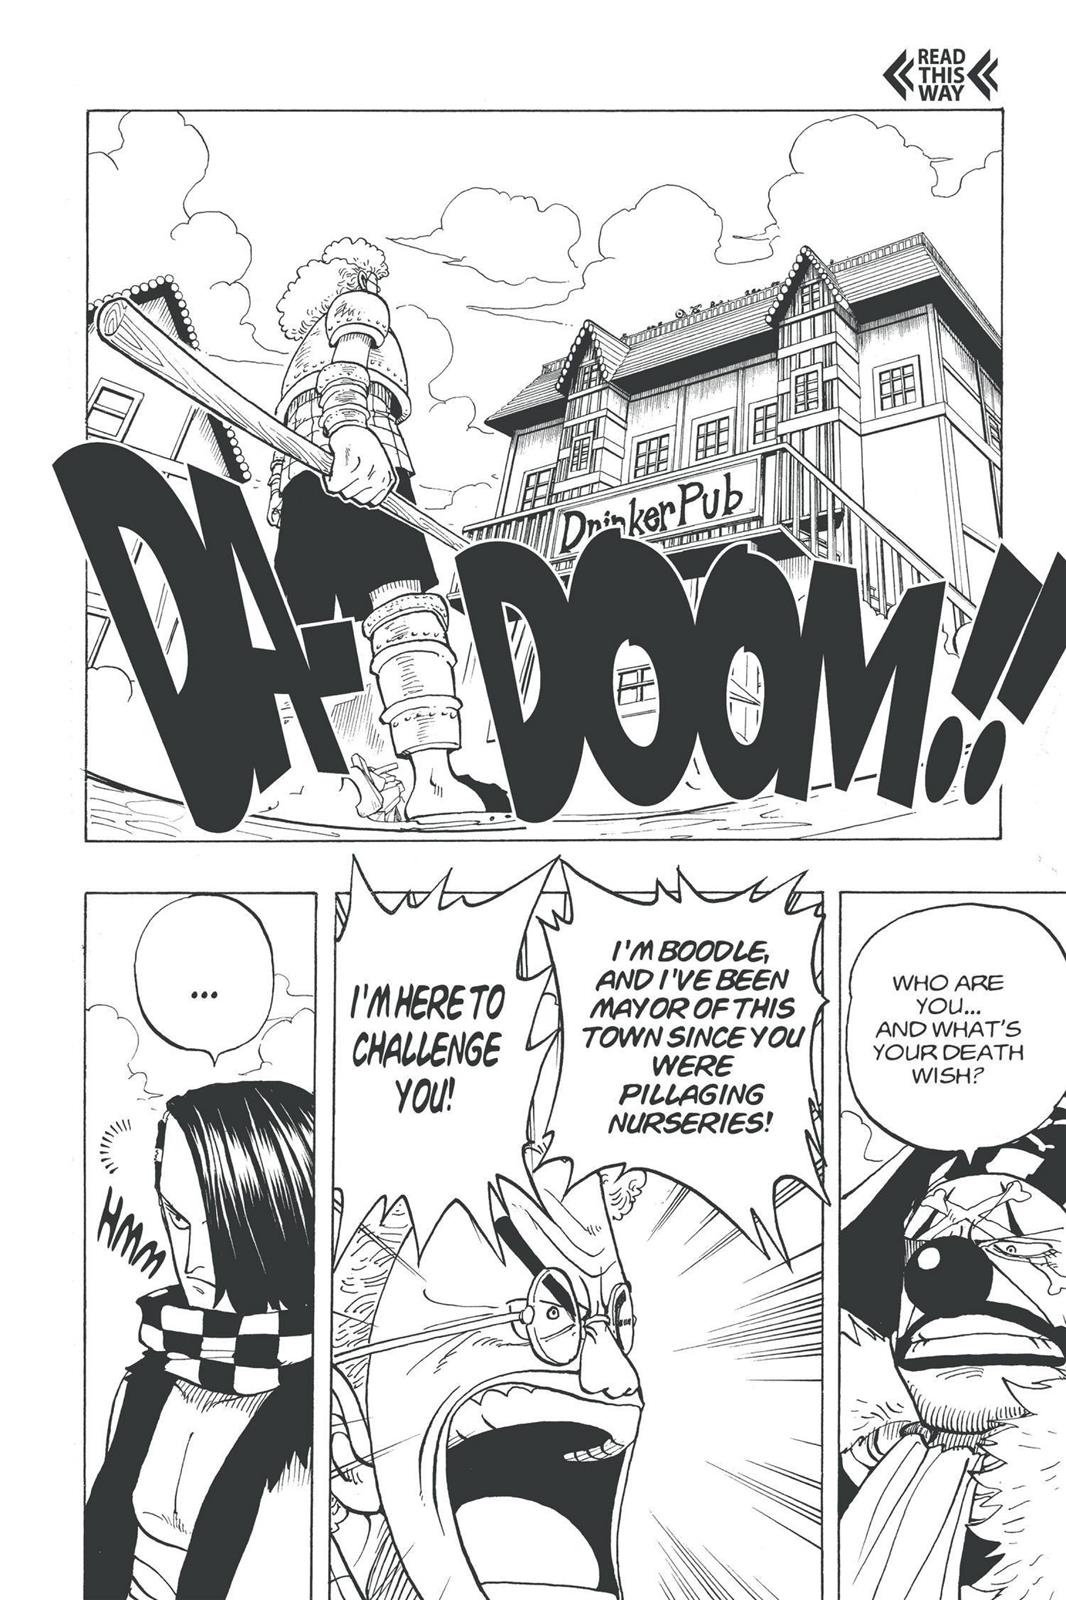 READ
THIS
WAY
Drinker Pub
DA-DOOM!!
WHO ARE
YOU...
AND WHAT'S
YOUR DEATH
WISH?
I'M BOODLE,
AND I'VE BEEN
MAYOR OF THIS
TOWN SINCE YOU
WERE
PILLAGING
NURSERIES!
I'M HERE TO
CHALLENGE
YOU!
...
HMM